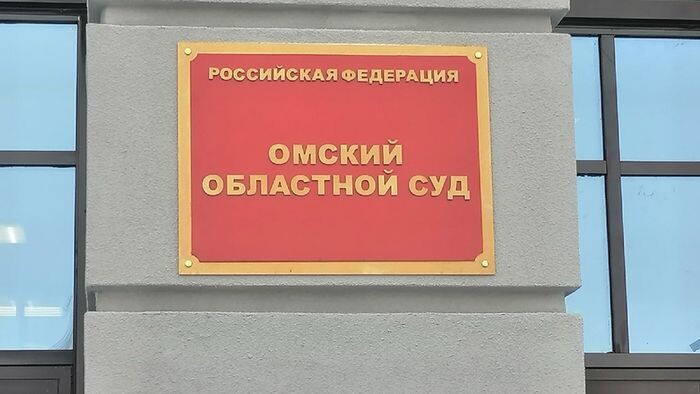 РОССИЙСКАЯ ФЕДЕРАЦИЯ
ОМСКИЙ
ОБЛАСТНОЙ СУД